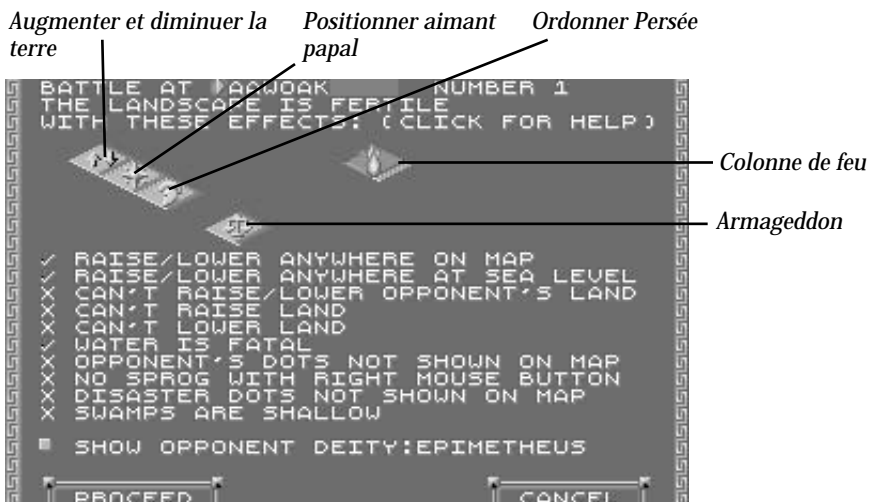 Augmenter et diminuer la terre
Positionner aimant papal
Ordonner Persée
BATTLE AT AAWOAK NUMBER 1
THE LANDSCAPE IS FERTILE
WITH THESE EFFECTS: (CLICK FOR HELP)
Colonne de feu
Armageddon
✓ RAISE/LOWER ANYWHERE ON MAP
✓ RAISE/LOWER ANYWHERE AT SEA LEVEL
X CAN'T RAISE/LOWER OPPONENT'S LAND
X CAN'T RAISE LAND
X CAN'T LOWER LAND
✓ WATER IS FATAL
X OPPONENT'S DOTS NOT SHOWN ON MAP
X NO SPROG WITH RIGHT MOUSE BUTTON
X DISASTER DOTS NOT SHOWN ON MAP
X SWAMPS ARE SHALLOW
SHOW OPPONENT DEITY:EPIMETHEUS
PROCEED
CANCEL